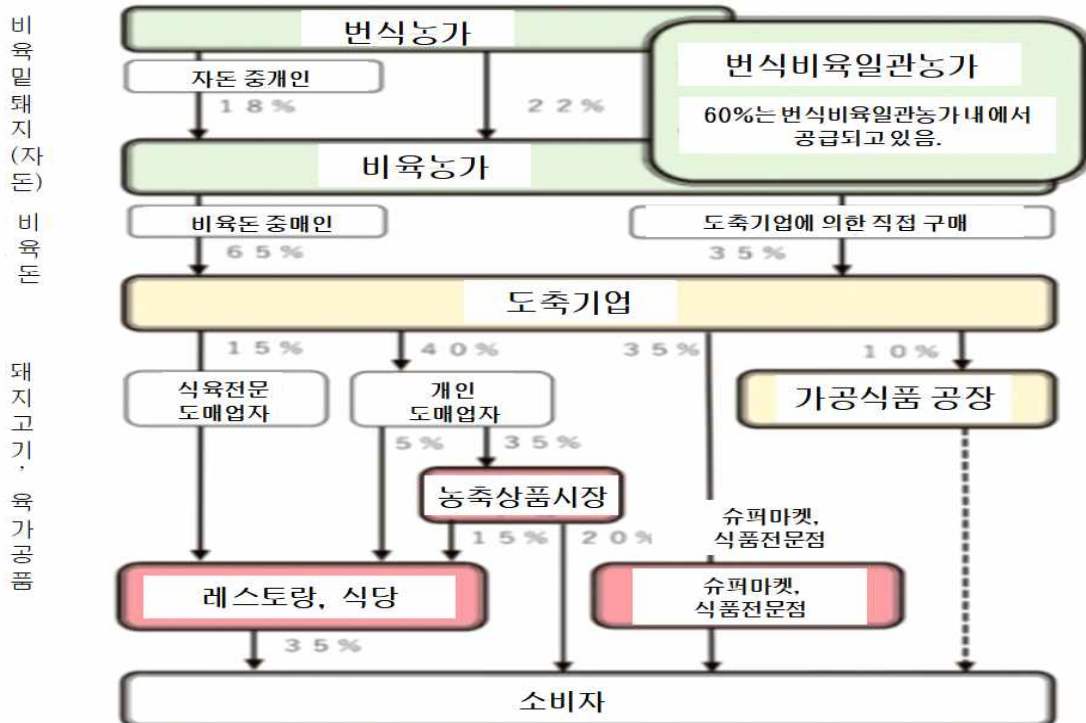 비육밑돼지(자돈)
비육돈
돼지고기, 육가공품
번식농가
번식비육일관농가
60%는 번식비육일관농가 내에서
공급되고 있음.
자돈 중개인
18%
22%
비육농가
비육돈 중매인
도축기업에 의한 직접 구매
65%
35%
도축기업
15%
40%
35%
10%
식육전문
도매업자
개인
도매업자
가공식품 공장
5%
35%
농축상품시장
15%
20%
슈퍼마켓,
식품전문점
레스토랑, 식당
슈퍼마켓,
식품전문점
35%
소비자